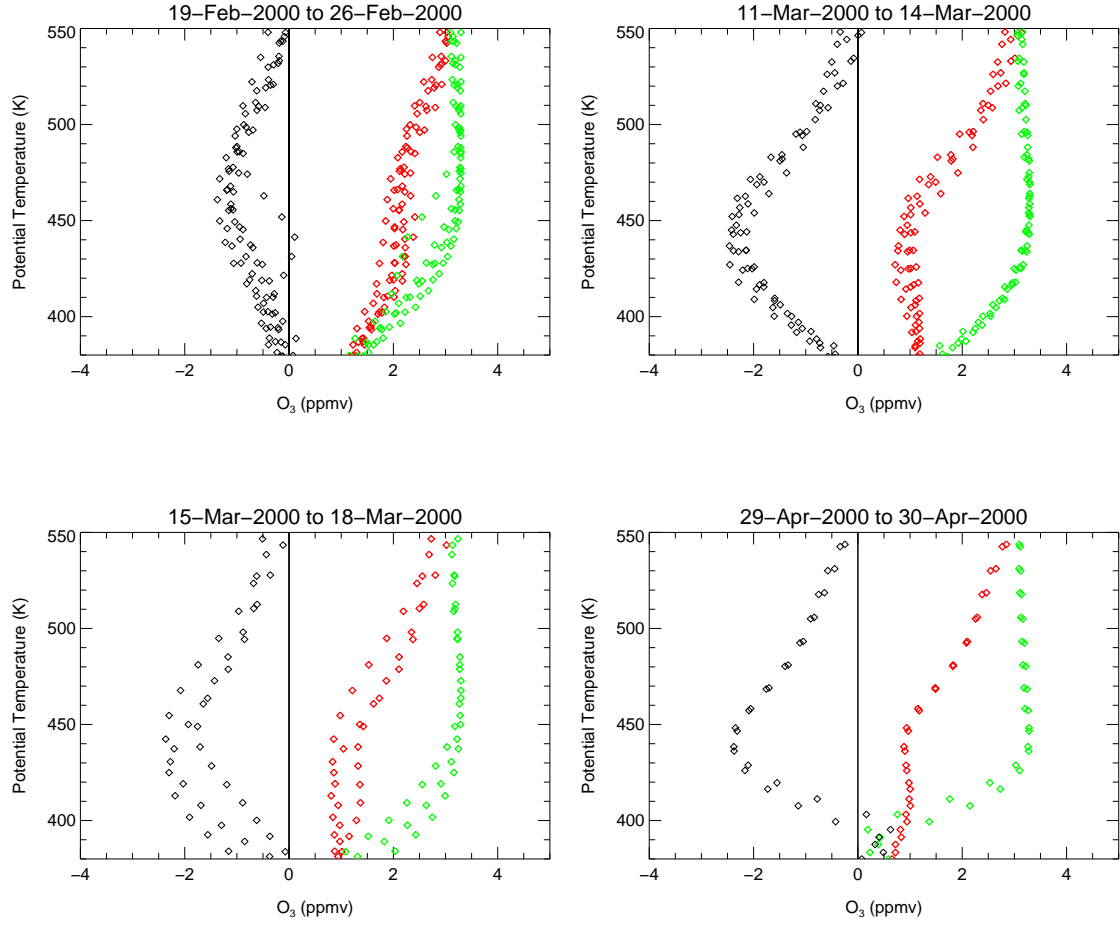 19−Feb−2000 to 26−Feb−2000
550
500
450
400
Potential Temperature (K)
−4 −2 0 2 4
O₃ (ppmv)
11−Mar−2000 to 14−Mar−2000
550
500
450
400
Potential Temperature (K)
−4 −2 0 2 4
O₃ (ppmv)
15−Mar−2000 to 18−Mar−2000
550
500
450
400
Potential Temperature (K)
−4 −2 0 2 4
O₃ (ppmv)
29−Apr−2000 to 30−Apr−2000
550
500
450
400
Potential Temperature (K)
−4 −2 0 2 4
O₃ (ppmv)